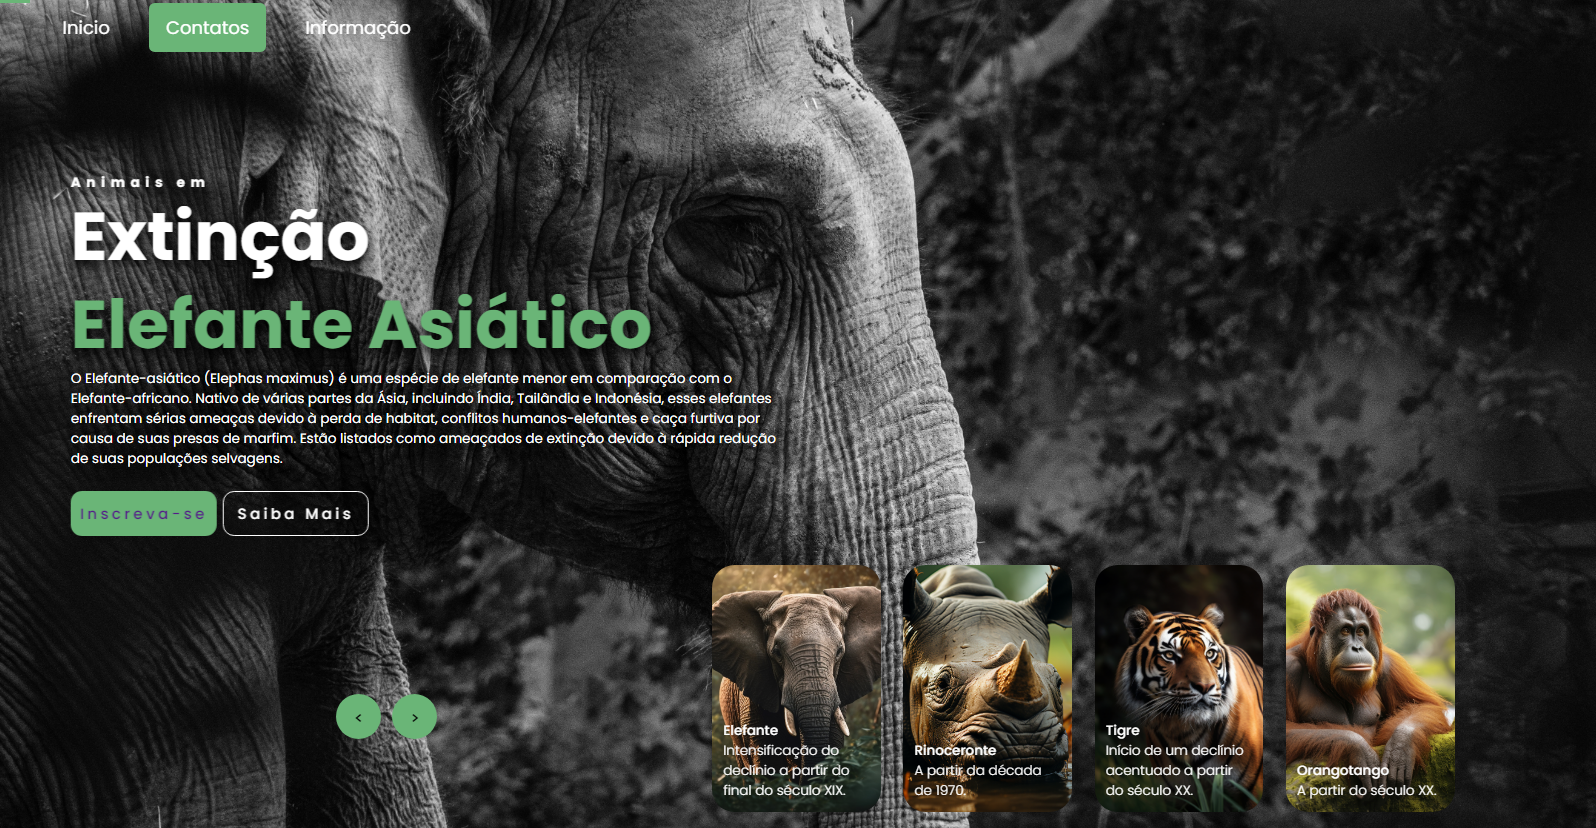 Inicio Contatos Informação
Animais em
Extinção
Elefante Asiático
O Elefante-asiático (Elephas maximus) é uma espécie de elefante menor em comparação com o
Elefante-africano. Nativo de várias partes da Ásia, incluindo Índia, Tailândia e Indonésia, esses elefantes
enfrentam sérias ameaças devido à perda de habitat, conflitos humanos-elefantes e caça furtiva por
causa de suas presas de marfim. Estão listados como ameaçados de extinção devido à rápida redução
de suas populações selvagens.
Inscreva-se Saiba Mais
< >
Elefante
Intensificação do
declínio a partir do
final do século XIX.
Rinoceronte
A partir da década
de 1970.
Tigre
Início de um declínio
acentuado a partir
do século XX.
Orangotango
A partir do século XX.